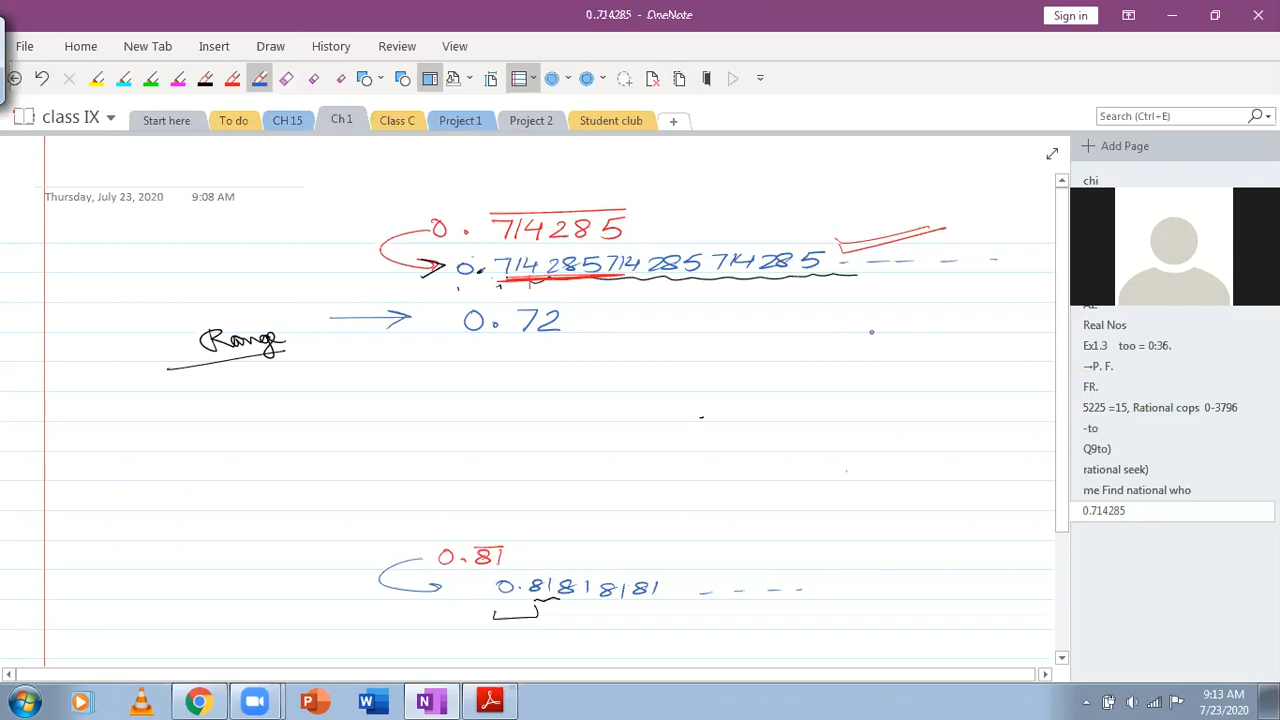 0.714285 - OneNote
Sign in
File Home New Tab Insert Draw History Review View
class IX Start here To do CH 15 Ch 1 Class C Project 1 Project 2 Student club
Search (Ctrl+E)
Add Page
Thursday, July 23, 2020 9:08 AM
0.714285
0.714285714285714285 - - - -
0.72
Range
0.81
0.81818181 - - - -
chi
Real Nos
Ex1.3 too = 0:36.
→P. F.
FR.
5225 =15, Rational cops 0-3796
-to
Q9to)
rational seek)
me Find national who
0.714285
9:13 AM
7/23/2020